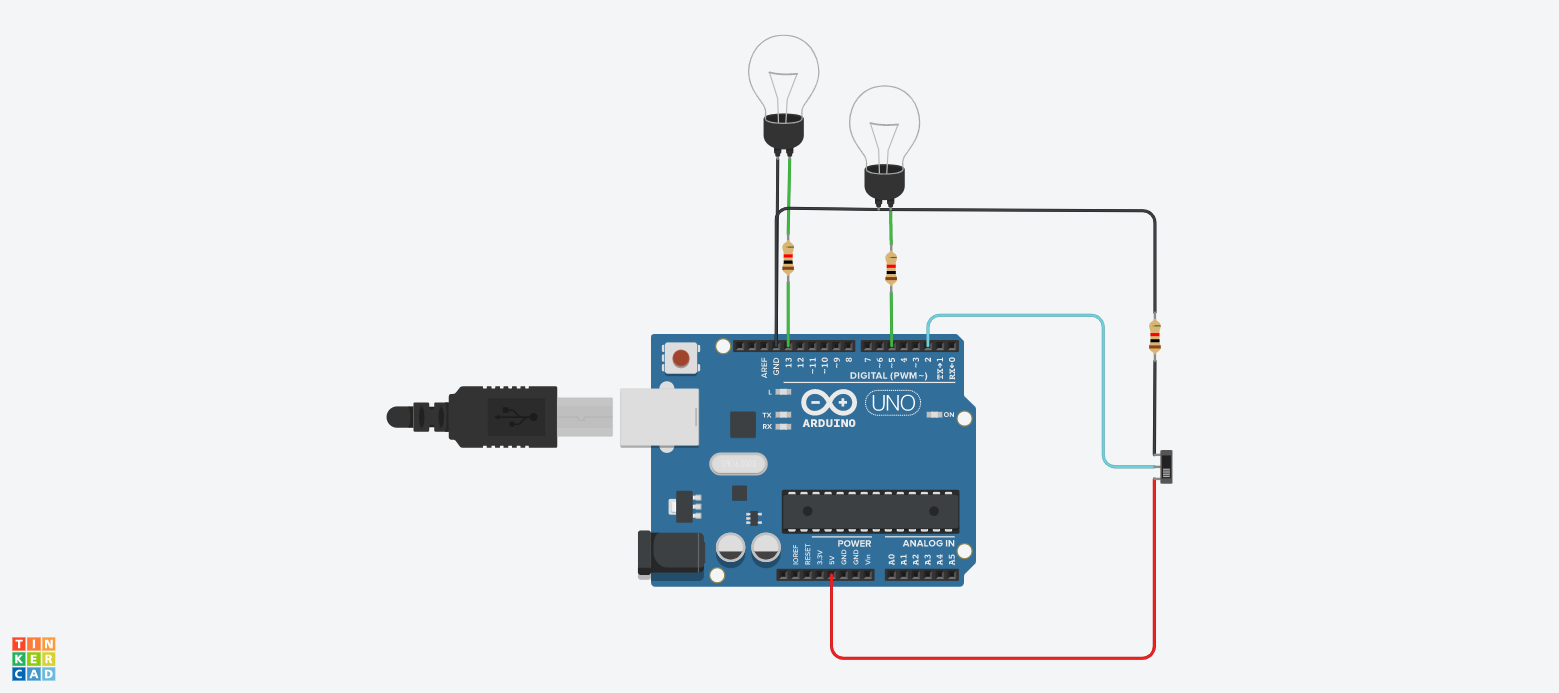 AREF
GND
13
12
~11
~10
~9
8
7
~6
~5
4
~3
2
TX→1
RX←0
DIGITAL (PWM~)
L
TX
RX
UNO
ARDUINO
ON
POWER
ANALOG IN
IOREF
RESET
3.3V
5V
GND
GND
Vin
A0
A1
A2
A3
A4
A5
TIN
KER
CAD